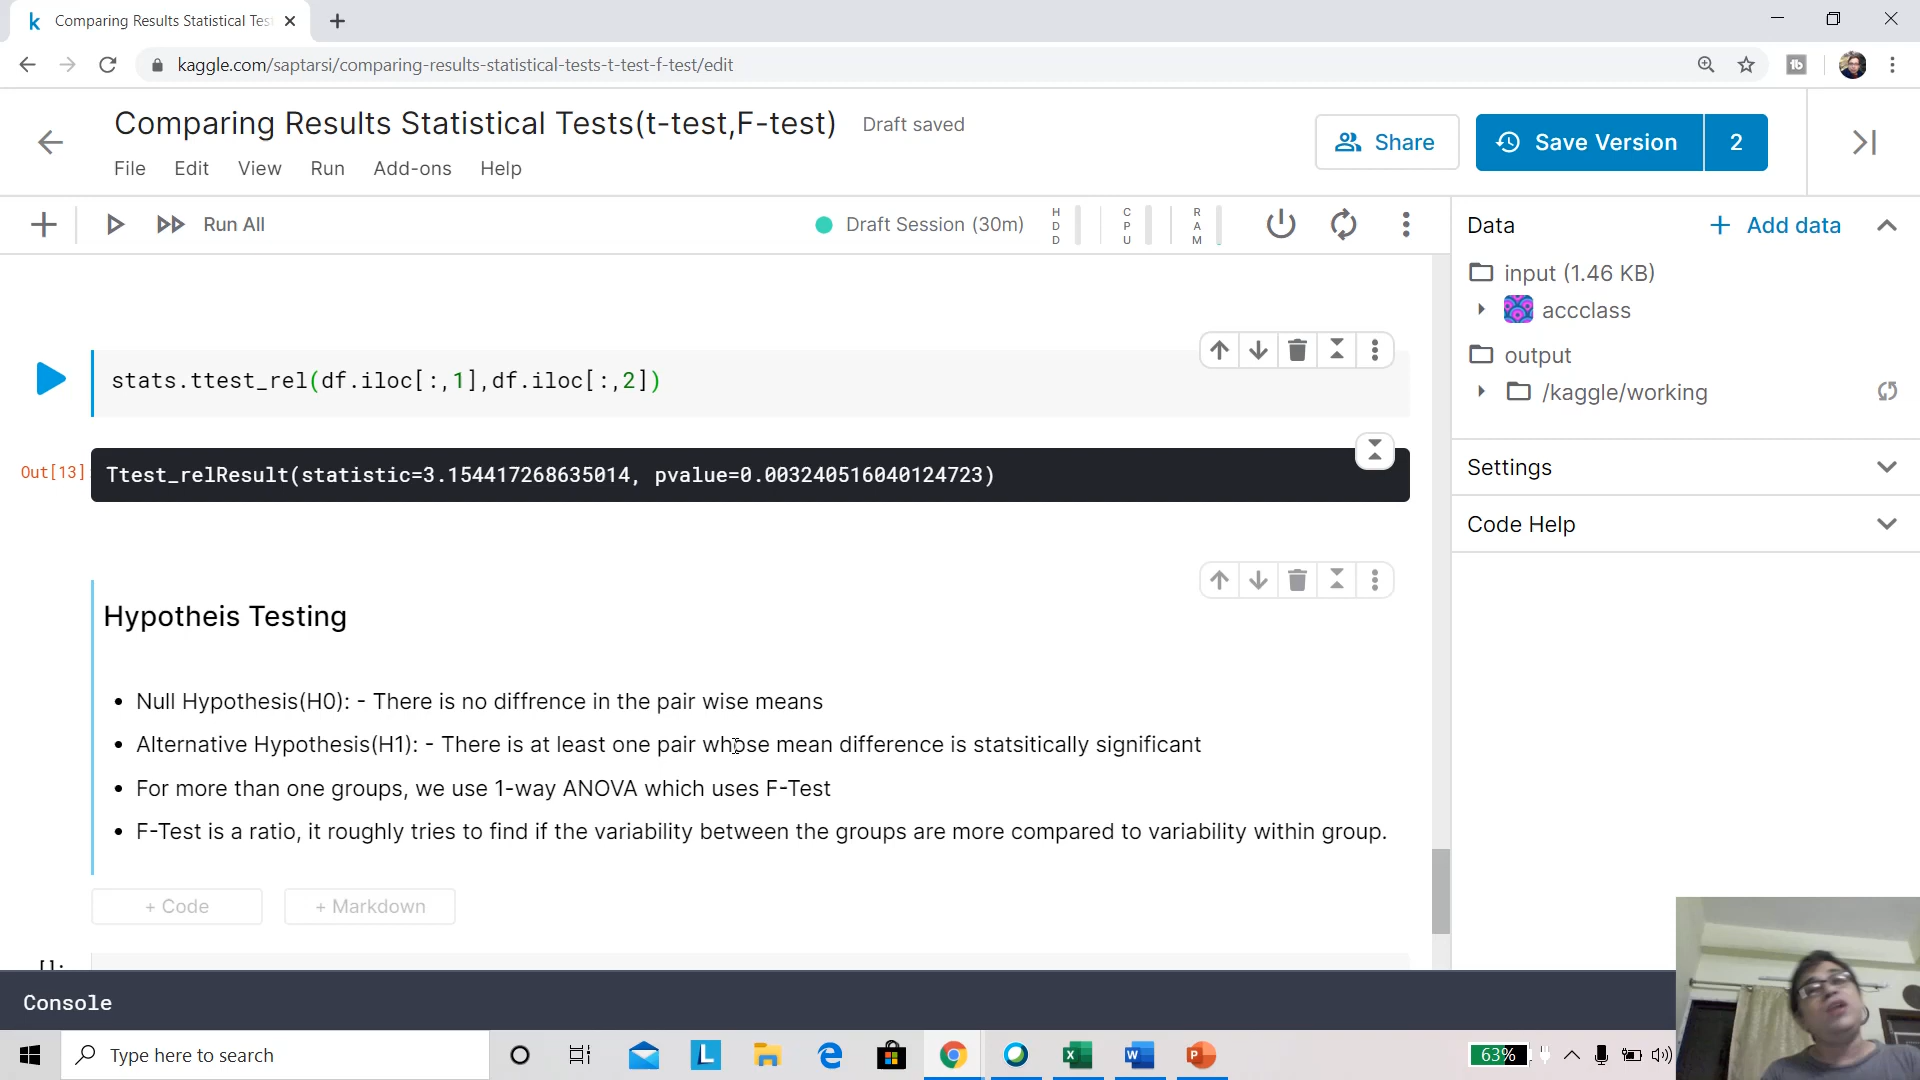 Comparing Results Statistical Tes
kaggle.com/saptarsi/comparing-results-statistical-tests-t-test-f-test/edit
Comparing Results Statistical Tests(t-test,F-test) Draft saved
File Edit View Run Add-ons Help
Share
Save Version 2
Run All
Draft Session (30m)
HDD
CPU
RAM
Data
Add data
input (1.46 KB)
accclass
output
/kaggle/working
Settings
Code Help
stats.ttest_rel(df.iloc[:,1],df.iloc[:,2])
Out[13]
Ttest_relResult(statistic=3.154417268635014, pvalue=0.003240516040124723)
Hypotheis Testing
• Null Hypothesis(H0): - There is no diffrence in the pair wise means
• Alternative Hypothesis(H1): - There is at least one pair whose mean difference is statsitically significant
• For more than one groups, we use 1-way ANOVA which uses F-Test
• F-Test is a ratio, it roughly tries to find if the variability between the groups are more compared to variability within group.
+ Code + Markdown
[]:
Console
Type here to search
63%